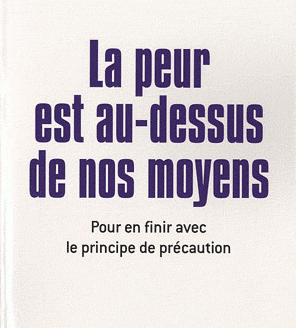 La peur
est au-dessus
de nos moyens
Pour en finir avec
le principe de précaution